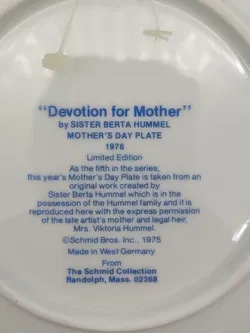 "Devotion for Mother"
by SISTER BERTA HUMMEL
MOTHER'S DAY PLATE
1976
Limited Edition
As the fifth in the series,
this year's Mother's Day Plate is taken from an
original work created by
Sister Berta Hummel which is in the
possession of the Hummel family and it is
reproduced here with the express permission
of the late artist's mother and legal heir,
Mrs. Viktoria Hummel.
©Schmid Bros. Inc., 1975
Made in West Germany
From
The Schmid Collection
Randolph, Mass. 02368